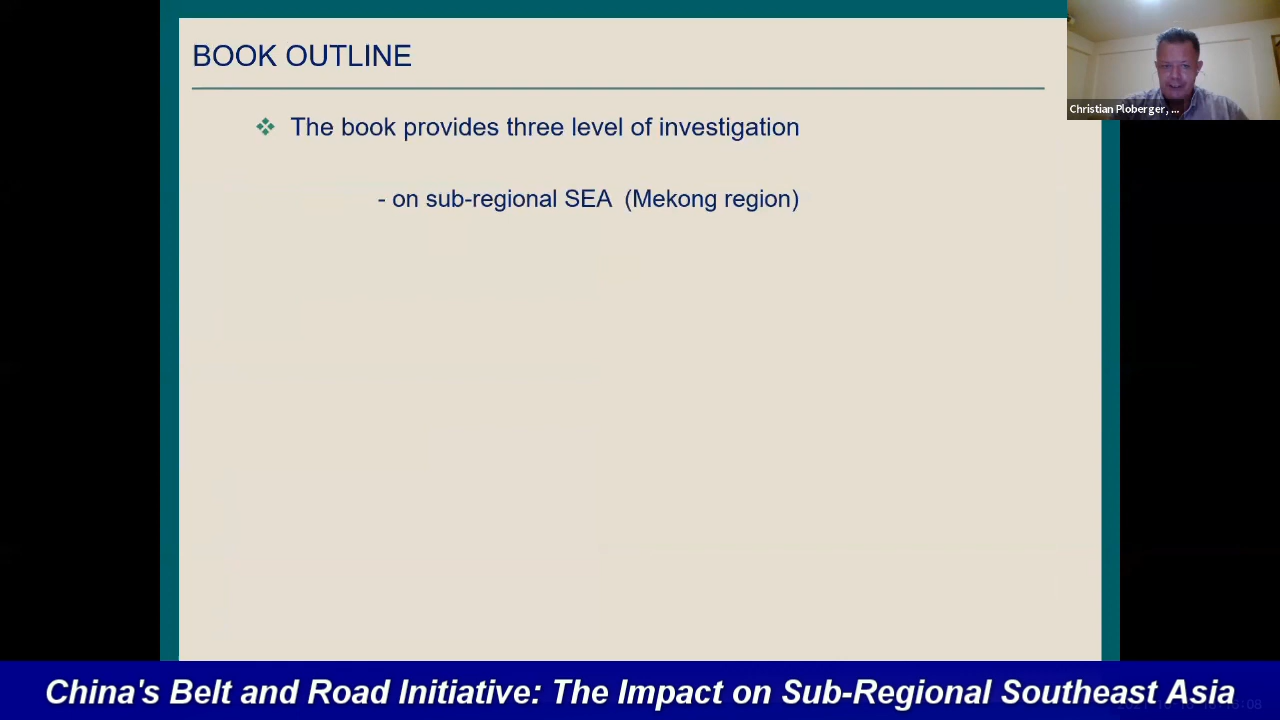 BOOK OUTLINE
The book provides three level of investigation
- on sub-regional SEA (Mekong region)
Christian Ploberger, ...
China's Belt and Road Initiative: The Impact on Sub-Regional Southeast Asia